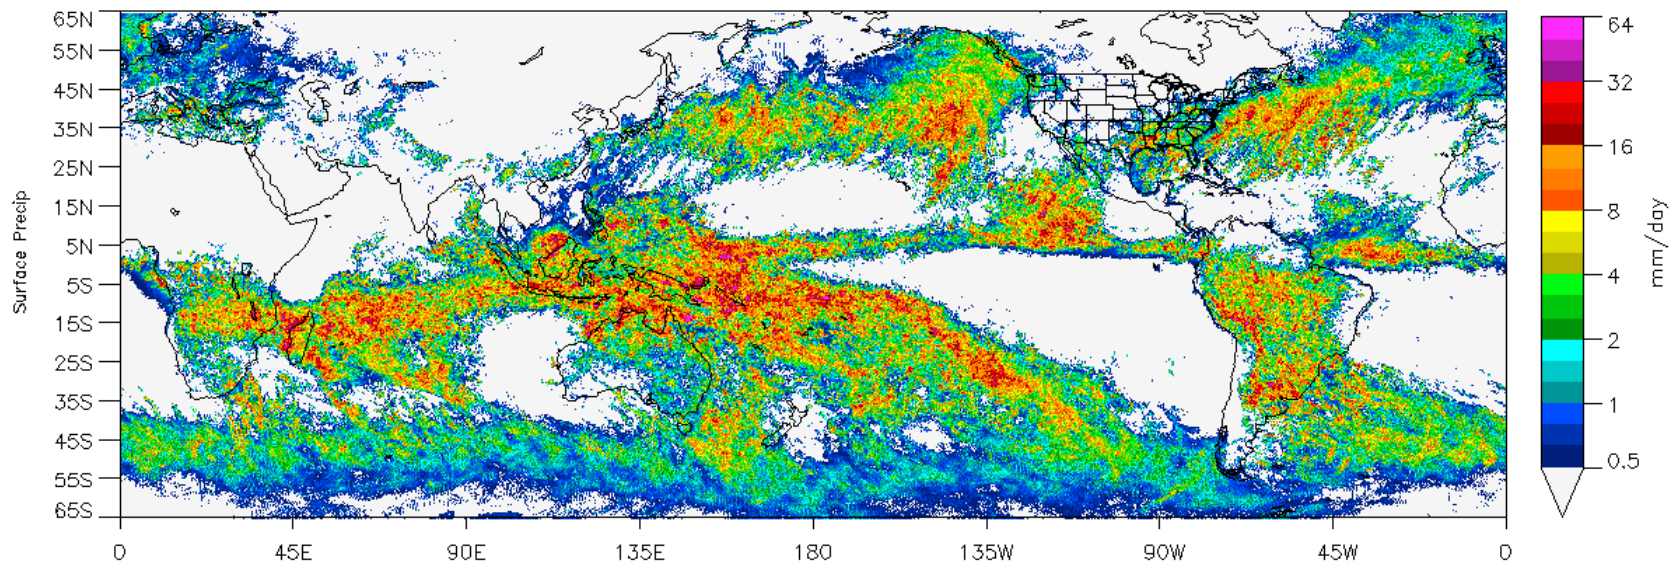 65N
55N
45N
35N
25N
15N
5N
5S
15S
25S
35S
45S
55S
65S
Surface Precip
0 45E 90E 135E 180 135W 90W 45W 0
64
32
16
8
4
2
1
0.5
mm/day